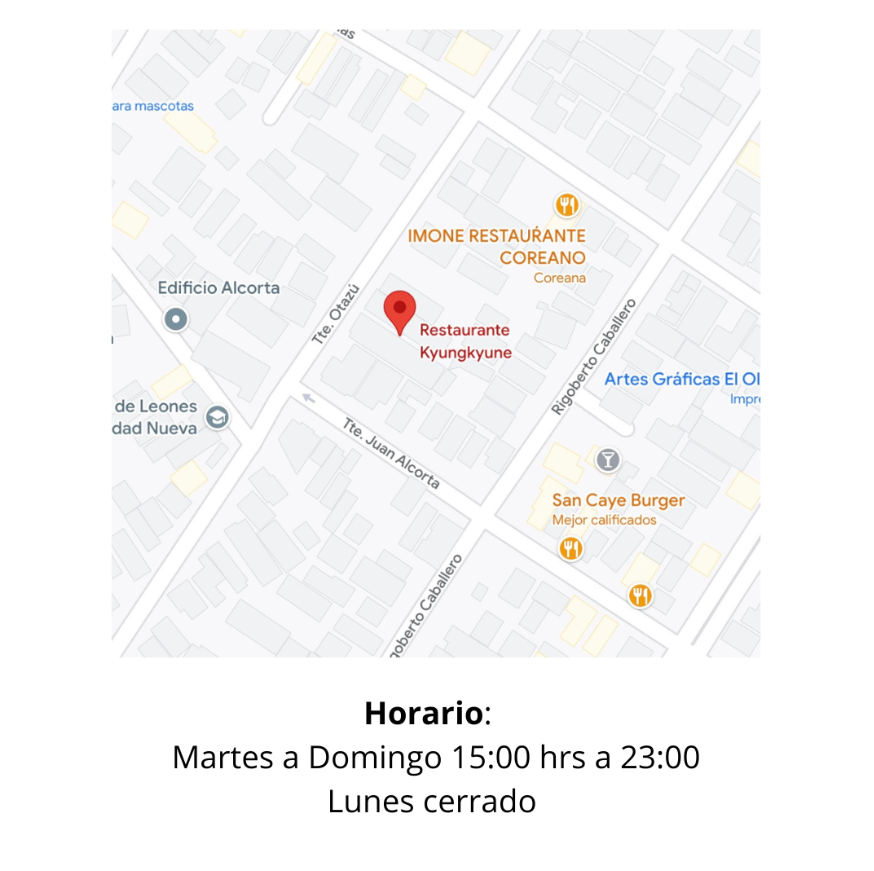 as
ara mascotas
IMONE RESTAURANTE
COREANO
Coreana
Edificio Alcorta
Tte. Otazú
Restaurante
Kyungkyune
Rigoberto Caballero
Artes Gráficas El Ol
Impre
de Leones
dad Nueva
Tte. Juan Alcorta
San Caye Burger
Mejor calificados
goberto Caballero
Horario:
Martes a Domingo 15:00 hrs a 23:00
Lunes cerrado